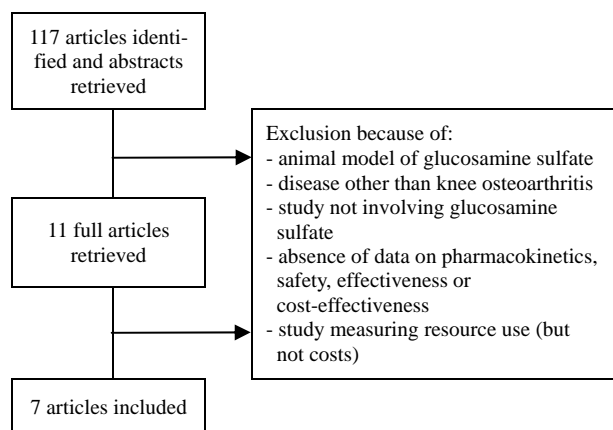 117 articles identi-
fied and abstracts
retrieved
Exclusion because of:
- animal model of glucosamine sulfate
- disease other than knee osteoarthritis
- study not involving glucosamine
sulfate
- absence of data on pharmacokinetics,
safety, effectiveness or
cost-effectiveness
- study measuring resource use (but
not costs)
11 full articles
retrieved
7 articles included